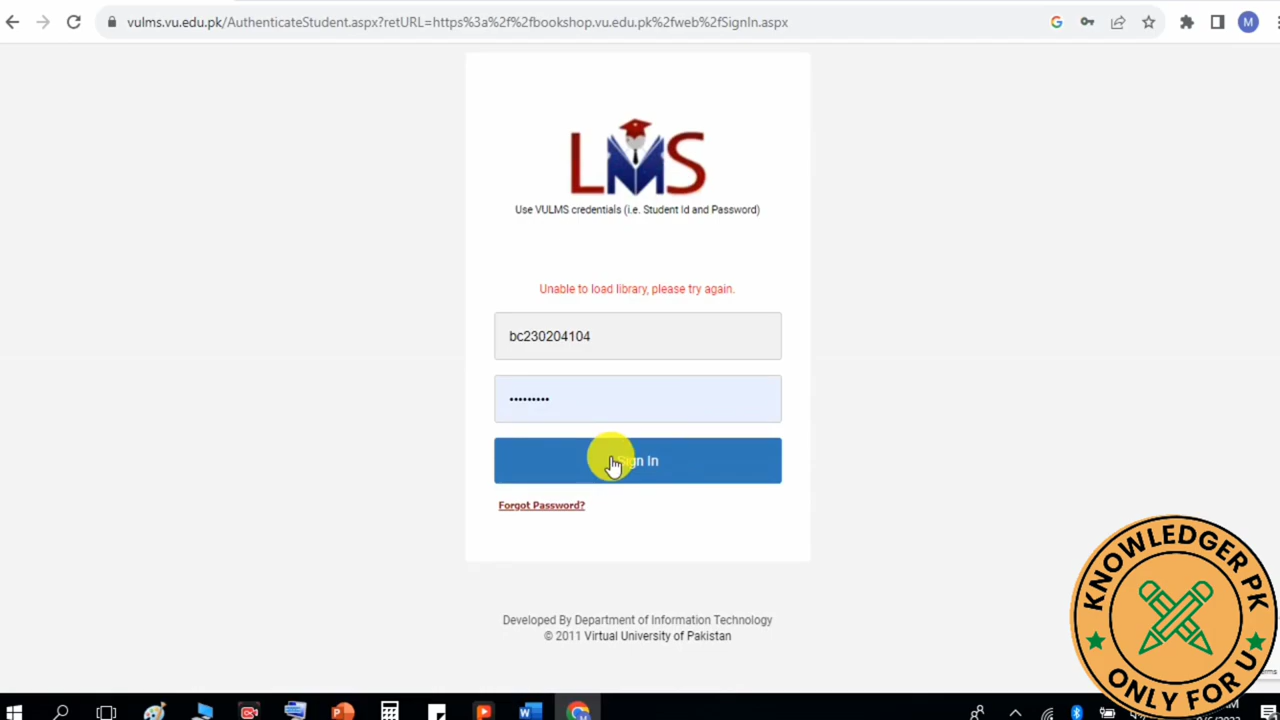 vulms.vu.edu.pk/AuthenticateStudent.aspx?retURL=https%3a%2f%2fbookshop.vu.edu.pk%2fweb%2fSignIn.aspx
M
LMS
Use VULMS credentials (i.e. Student Id and Password)
Unable to load library, please try again.
bc230204104
•••••••••
Sign In
Forgot Password?
Developed By Department of Information Technology
© 2011 Virtual University of Pakistan
KNOWLEDGER PK
ONLY FOR U